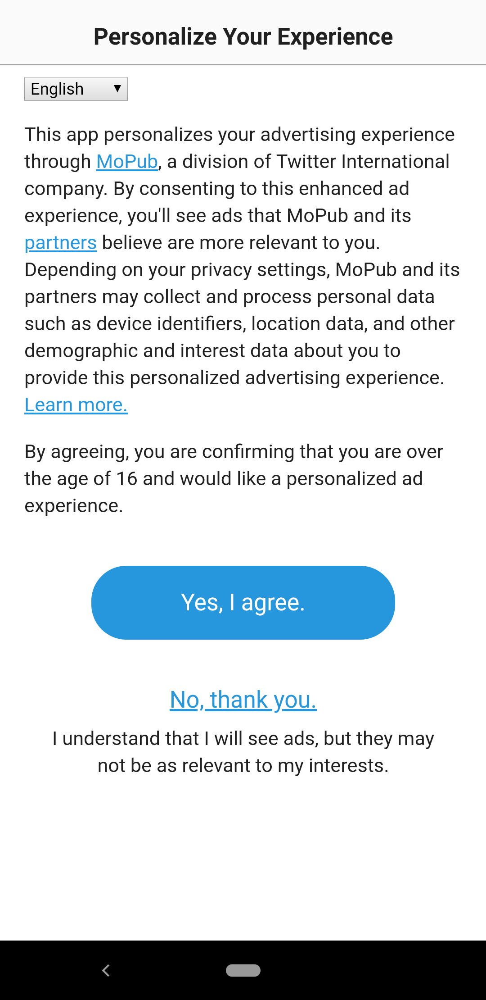 Personalize Your Experience
English
This app personalizes your advertising experience
through MoPub, a division of Twitter International
company. By consenting to this enhanced ad
experience, you'll see ads that MoPub and its
partners believe are more relevant to you.
Depending on your privacy settings, MoPub and its
partners may collect and process personal data
such as device identifiers, location data, and other
demographic and interest data about you to
provide this personalized advertising experience.
Learn more.
By agreeing, you are confirming that you are over
the age of 16 and would like a personalized ad
experience.
Yes, I agree.
No, thank you.
I understand that I will see ads, but they may
not be as relevant to my interests.